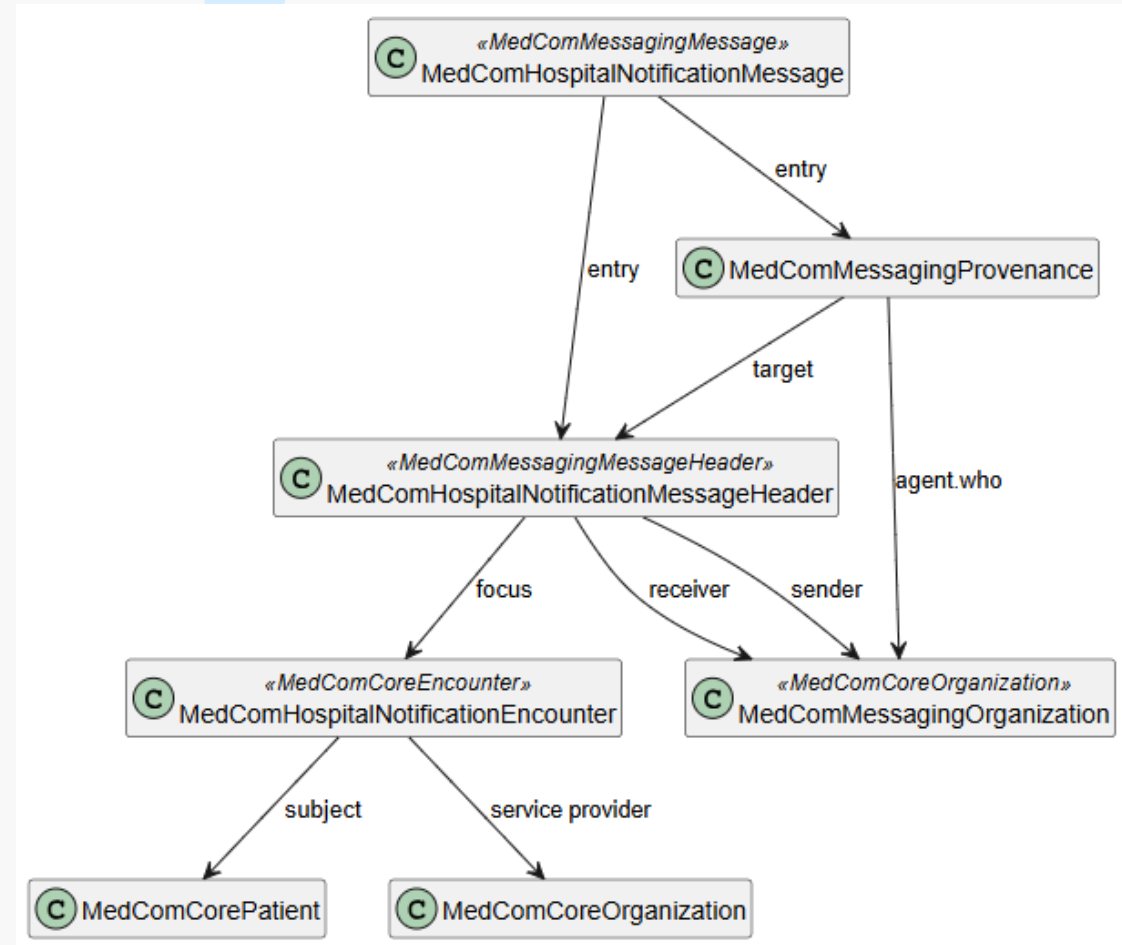 «MedComMessagingMessage»
C MedComHospitalNotificationMessage
entry
C MedComMessagingProvenance
entry
target
«MedComMessagingMessageHeader»
C MedComHospitalNotificationMessageHeader
agent.who
focus
receiver
sender
«MedComCoreEncounter»
C MedComHospitalNotificationEncounter
«MedComCoreOrganization»
C MedComMessagingOrganization
subject
service provider
C MedComCorePatient
C MedComCoreOrganization